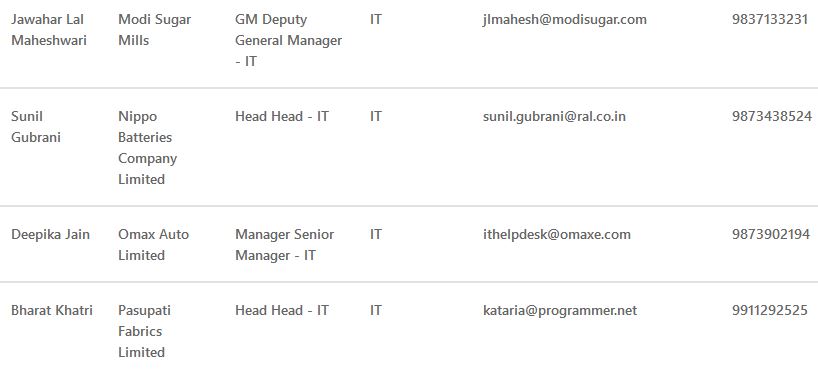 Jawahar Lal Modi Sugar GM Deputy IT jlmahesh@modisugar.com 9837133231
Maheshwari Mills General Manager
- IT
Sunil Nippo Head Head - IT IT sunil.gubrani@ral.co.in 9873438524
Gubrani Batteries
Company
Limited
Deepika Jain Omax Auto Manager Senior IT ithelpdesk@omaxe.com 9873902194
Limited Manager - IT
Bharat Khatri Pasupati Head Head - IT IT kataria@programmer.net 9911292525
Fabrics
Limited